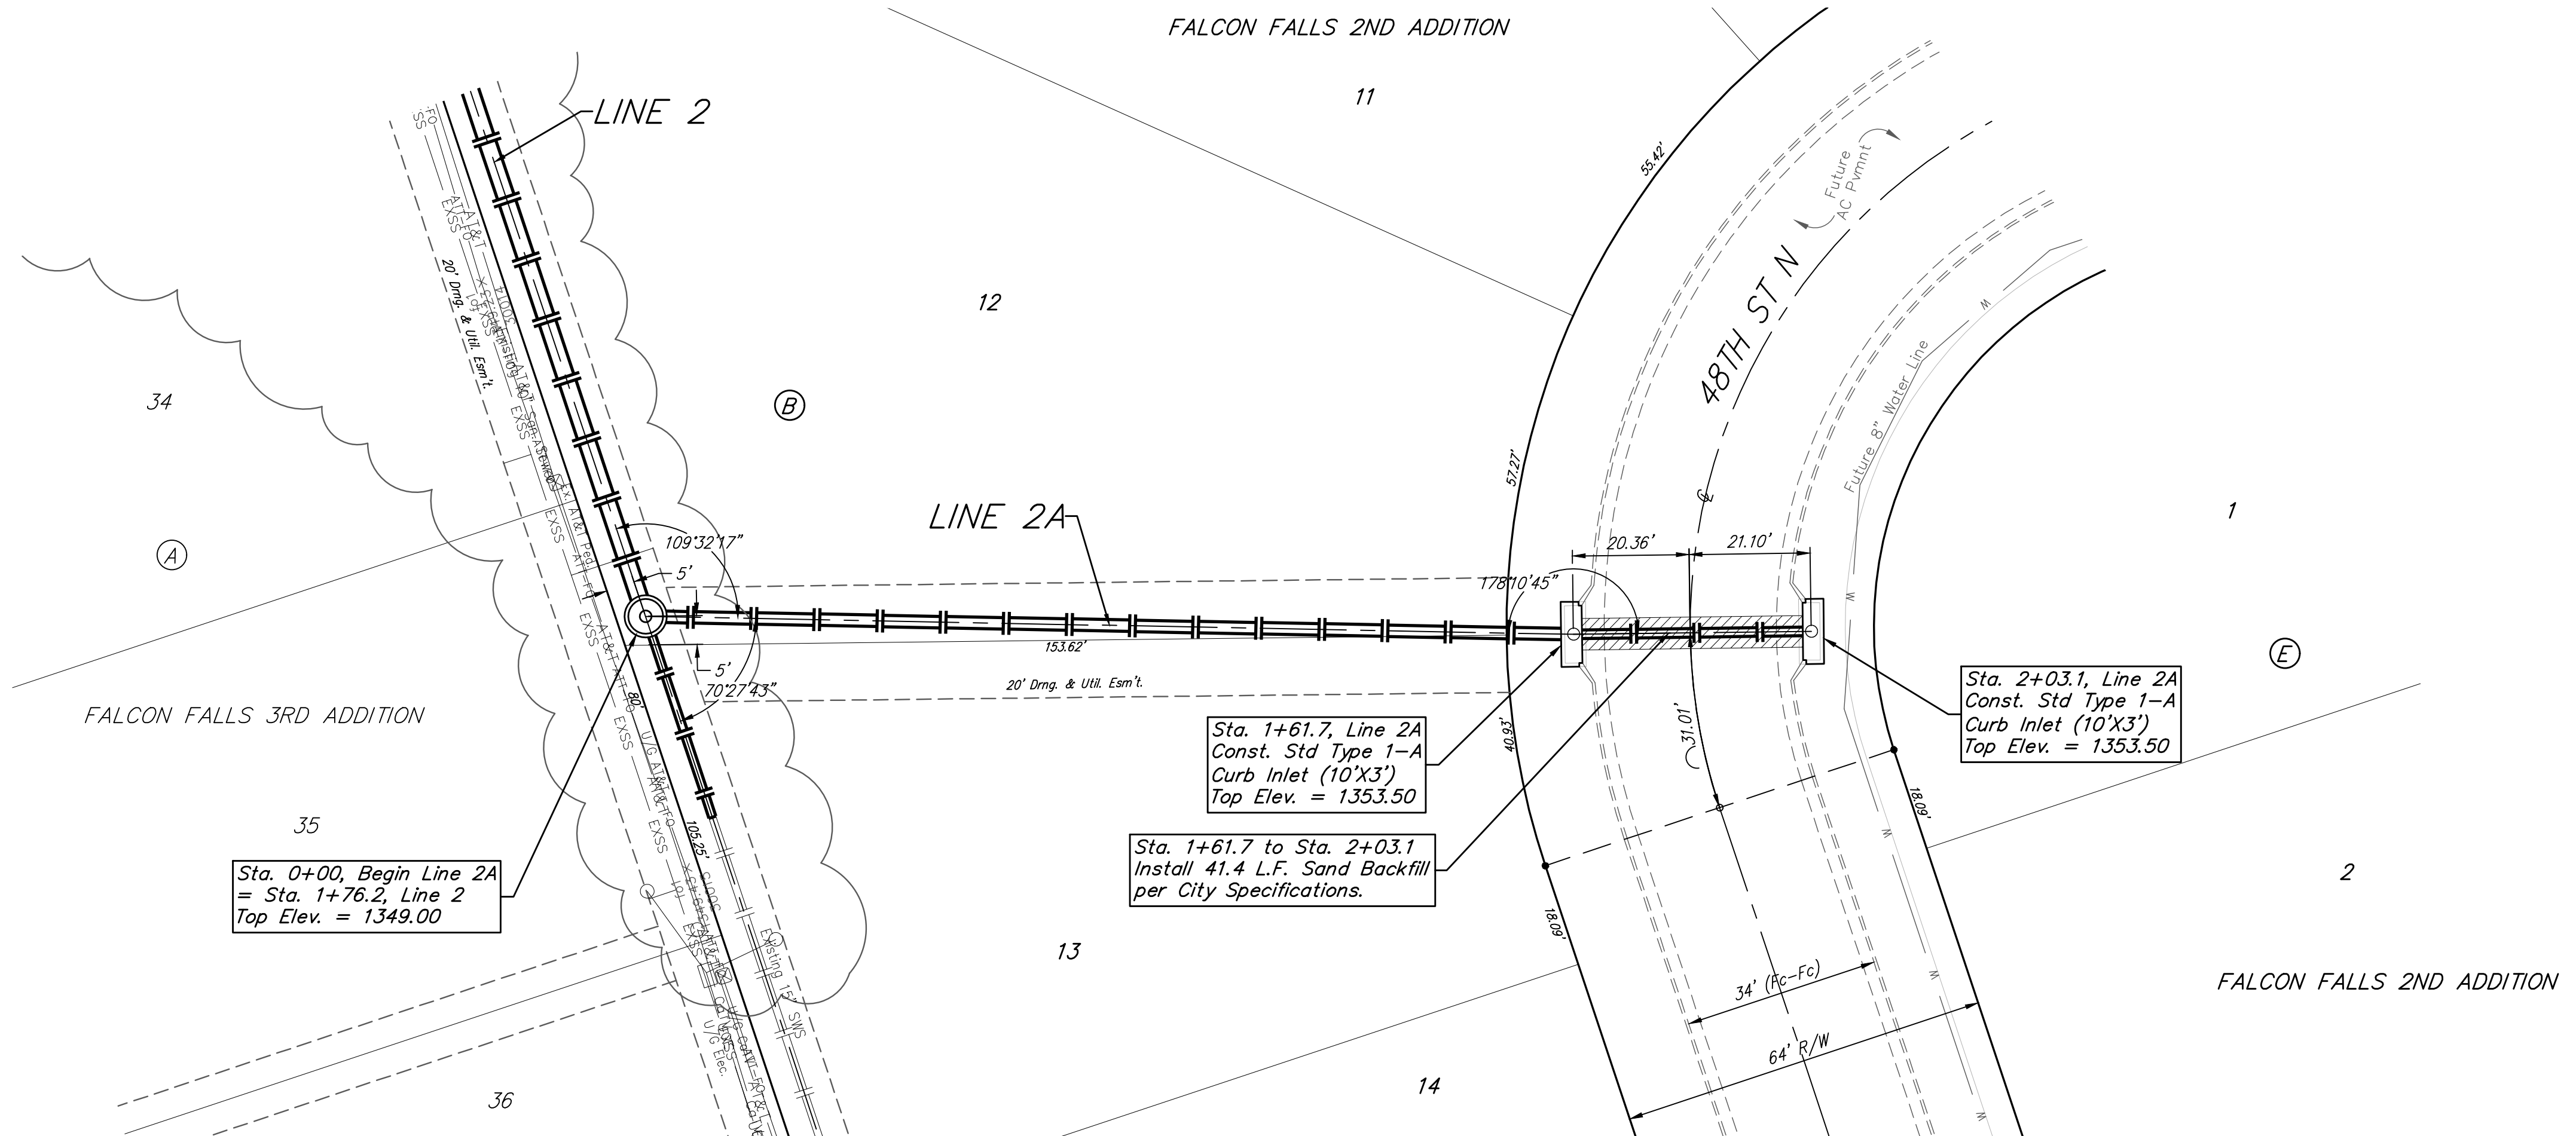 FALCON FALLS 2ND ADDITION
11
LINE 2
55.42'
Future
AC Pvmnt
SS
FO
AT&T
EXSS
20' Drng. & Util. Esm't.
12
48TH ST N
34
B
Future 8" Water Line
W
57.27'
1
LINE 2A
109°32'17"
20.36'
21.10'
A
5'
178°10'45"
W
153.62'
5'
70°27'43"
20' Drng. & Util. Esm't.
E
Sta. 2+03.1, Line 2A
Const. Std Type 1-A
Curb Inlet (10'X3')
Top Elev. = 1353.50
80'
FALCON FALLS 3RD ADDITION
40.93'
31.01'
Sta. 1+61.7, Line 2A
Const. Std Type 1-A
Curb Inlet (10'X3')
Top Elev. = 1353.50
18.09'
35
105.25'
W
Sta. 1+61.7 to Sta. 2+03.1
Install 41.4 L.F. Sand Backfill
per City Specifications.
Sta. 0+00, Begin Line 2A
= Sta. 1+76.2, Line 2
Top Elev. = 1349.00
2
18.09'
13
Existing 15" SWS
W
34' (Fc-Fc)
FALCON FALLS 2ND ADDITION
64' R/W
U/G Elec.
14
36
W